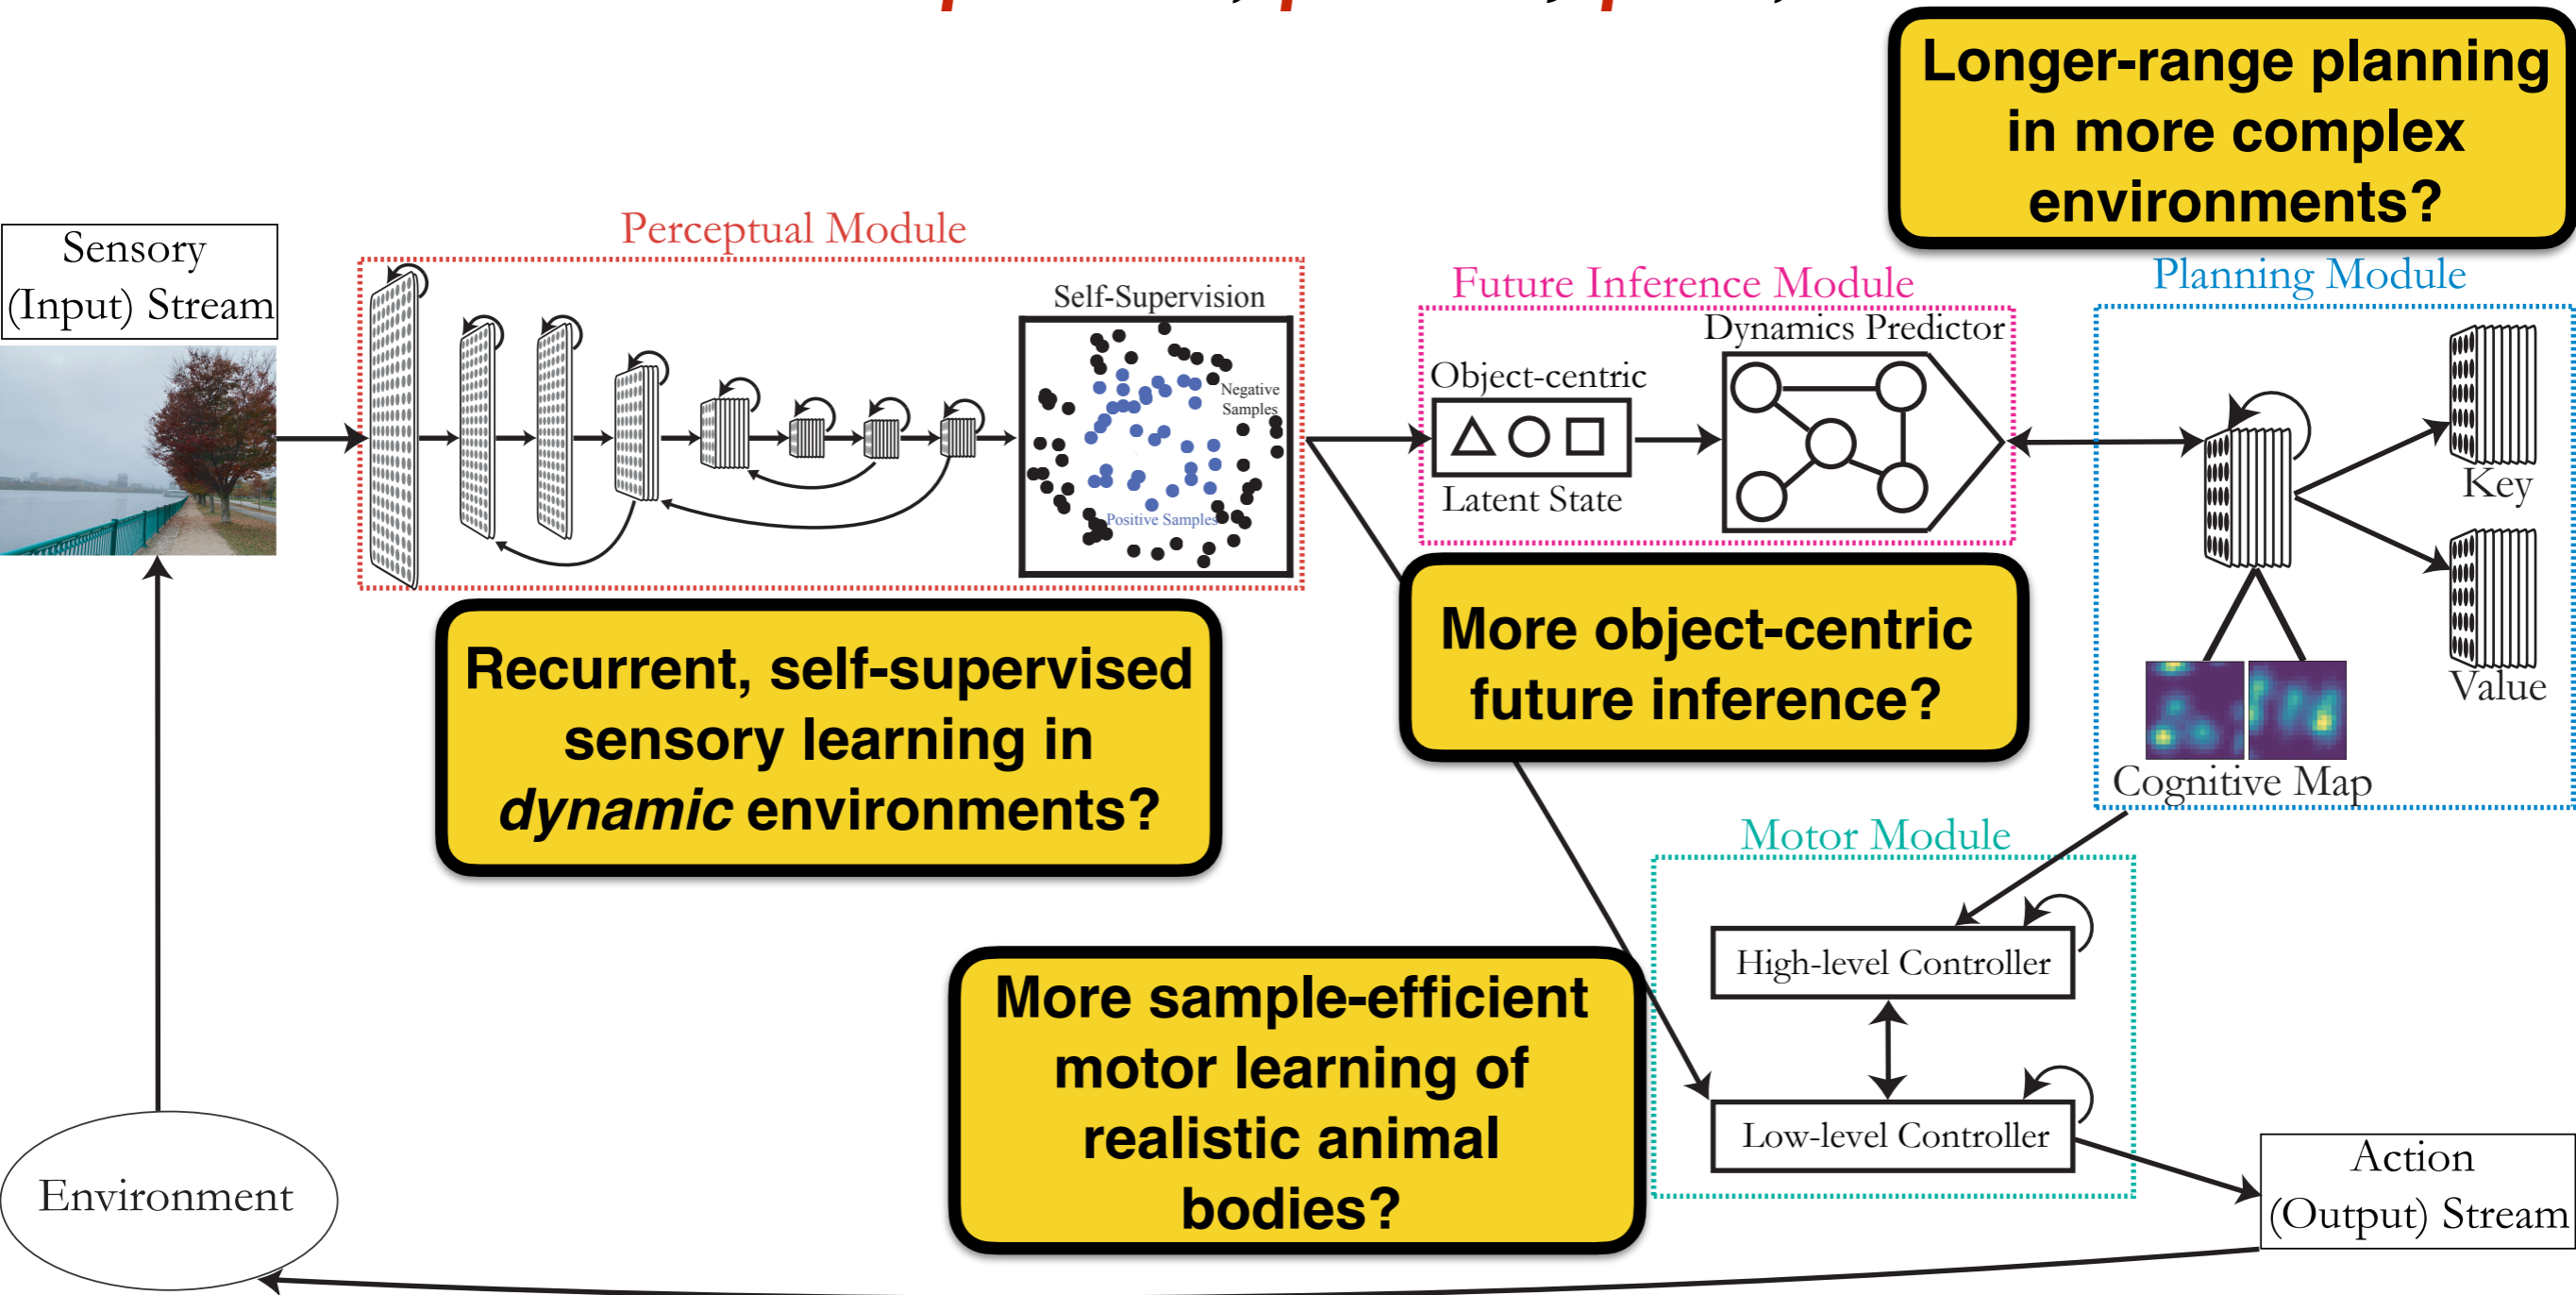 Longer-range planning
in more complex
environments?
Sensory
(Input) Stream
Perceptual Module
Self-Supervision
Negative
Samples
Positive Samples
Future Inference Module
Dynamics Predictor
Object-centric
Latent State
Planning Module
Key
Value
Cognitive Map
Recurrent, self-supervised
sensory learning in
dynamic environments?
More object-centric
future inference?
Motor Module
High-level Controller
Low-level Controller
More sample-efficient
motor learning of
realistic animal
bodies?
Environment
Action
(Output) Stream